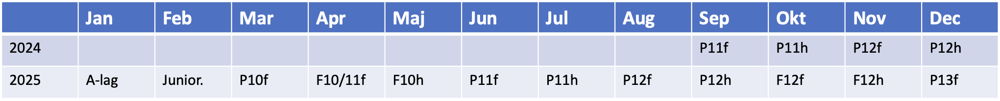 Jan Feb Mar Apr Maj Jun Jul Aug Sep Okt Nov Dec
2024 P11f P11h P12f P12h
2025 A-lag Junior. P10f F10/11f F10h P11f P11h P12f P12h F12f F12h P13f